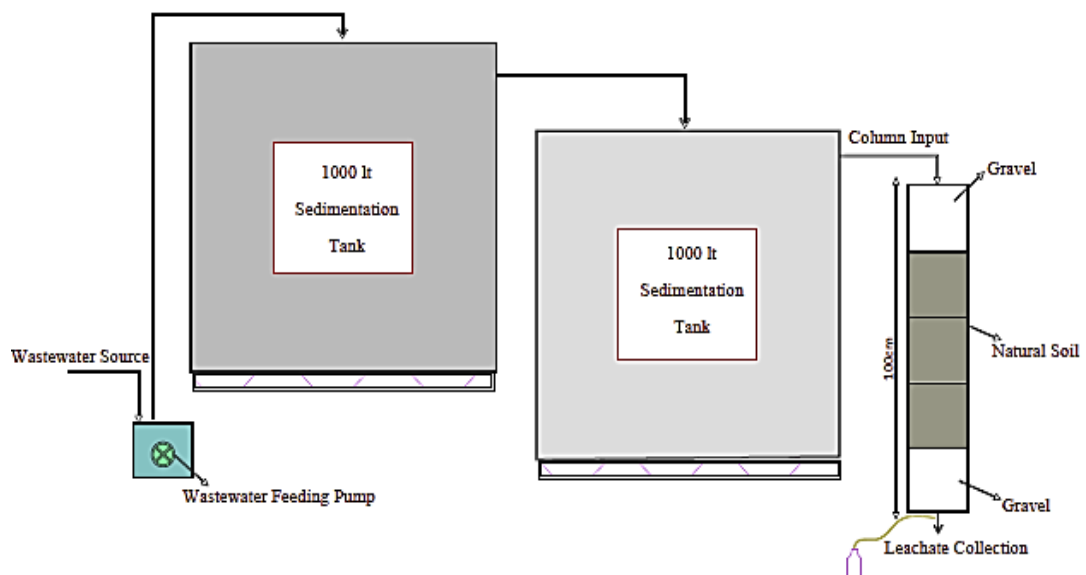 1000 lt
Sedimentation
Tank
Column Input
Gravel
1000 lt
Sedimentation
Tank
Wastewater Source
Natural Soil
100cm
Wastewater Feeding Pump
Gravel
Leachate Collection